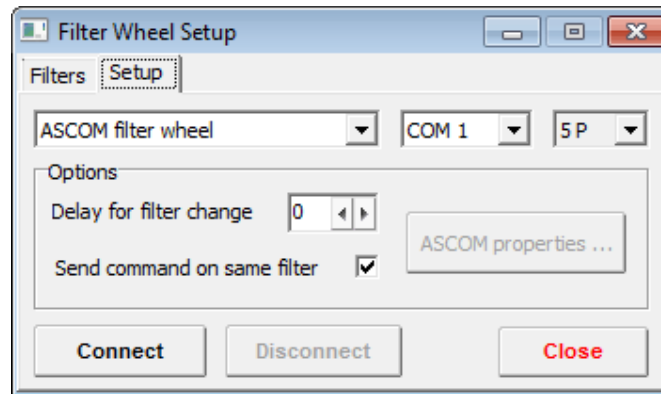 Filter Wheel Setup
Filters Setup
ASCOM filter wheel COM 1 5 P
Options
Delay for filter change 0
Send command on same filter
ASCOM properties ...
Connect Disconnect Close